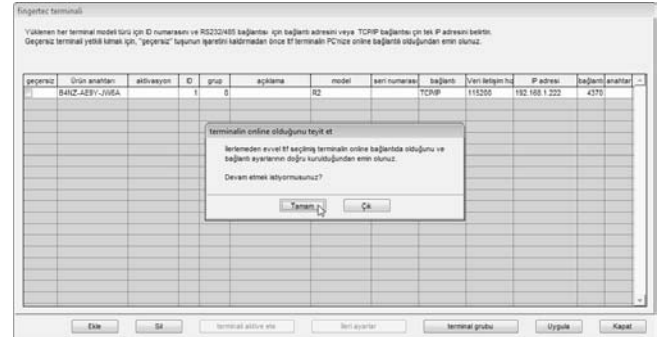 fingertec terminali
Yüklenen her terminal modeli türü için ID numarasını ve RS232/485 bağlantısı için bağlantı adresini veya TCP/IP bağlantısı için tek IP adresini belirtin.
Geçersiz terminali yetkili kılmak için, "geçersiz" tuşunun işaretini kaldırmadan önce ltf terminalin PC'nize online bağlantılı olduğundan emin olunuz.
geçersiz Ürün anahtarı aktivasyon ID grup açıklama model seri numarası bağlantı Veri iletişim hız IP adresi bağlantı anahtar
B4NZ-AE9Y-JW6A 1 0 R2 TCP/IP 115200 192.168.1.222 4370
terminalin online olduğunu teyit et
İlerlemeden evvel ltf seçilmiş terminalin online bağlantıda olduğunu ve
bağlantı ayarlarının doğru kurulduğundan emin olunuz.
Devam etmek istiyormusunuz?
Tamam Çık
Ekle Sil terminali aktive ete İleri ayarlar terminal grubu Uygula Kapat